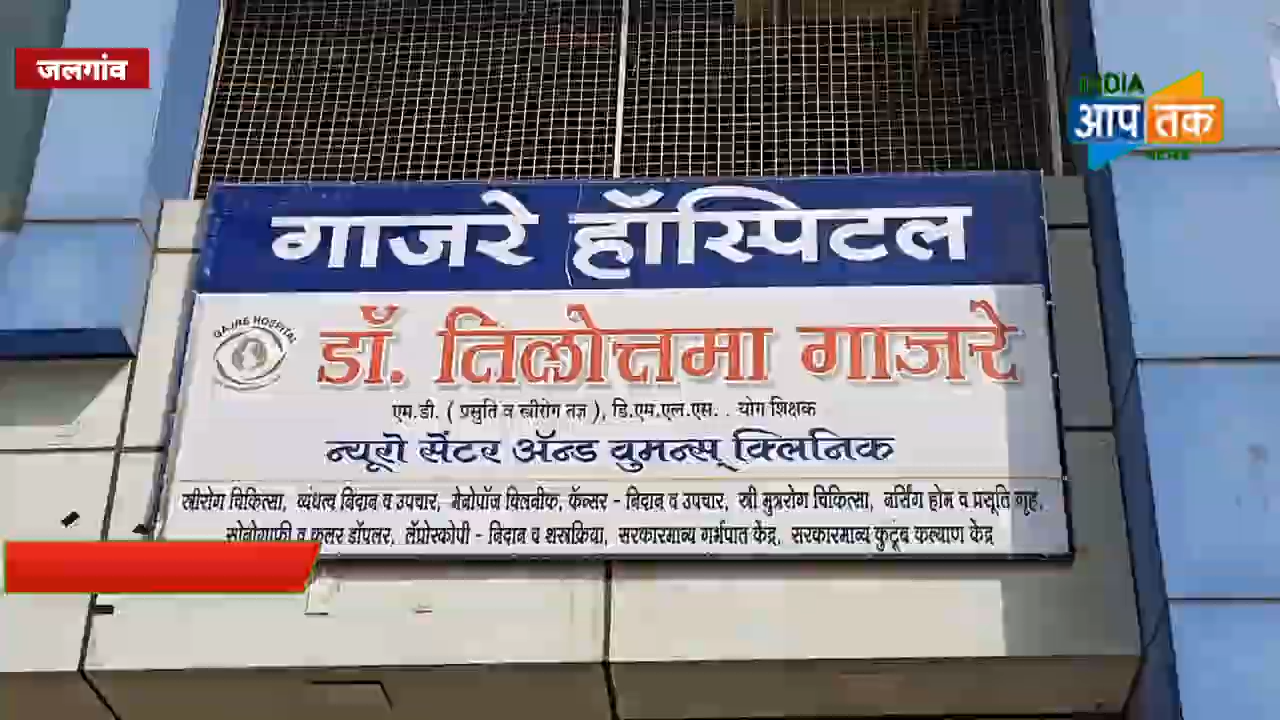 जलगांव
INDIA
आप तक
गाजरे हॉस्पिटल
GAJRE HOSPITAL
डॉ. तिलोत्तमा गाजरे
एम.डी. ( प्रसुति व स्त्रीरोग तज्ञ ), डि.एम.एल.एस. . योग शिक्षक
न्यूरो सेंटर ॲन्ड वुमन्स् क्लिनिक
स्त्रीरोग चिकित्सा, व्यंधत्व निदान व उपचार, मेनोपॉज क्लिनीक, कॅन्सर - निदान व उपचार, स्त्री मुत्ररोग चिकित्सा, नर्सिंग होम व प्रसूति गृह,
सोनोग्राफी व कलर डॉपलर, लॅप्रोस्कोपी - निदान व शस्त्रक्रिया, सरकारमान्य गर्भपात केंद्र, सरकारमान्य कुटूंब कल्याण केंद्र